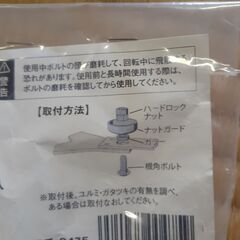 警告
使用中ボルトの頭が磨耗して、回転中に飛
恐れがあります。使用前と長時間使用する際は、
ボルトの磨耗を確認してから使用してください。
【取付方法】
ハードロック
ナット
ナットガード
カ
根角ボルト
※取付後、ユルミ・ガタツキの有無を調べ、
ある場合は取付なおしてください。